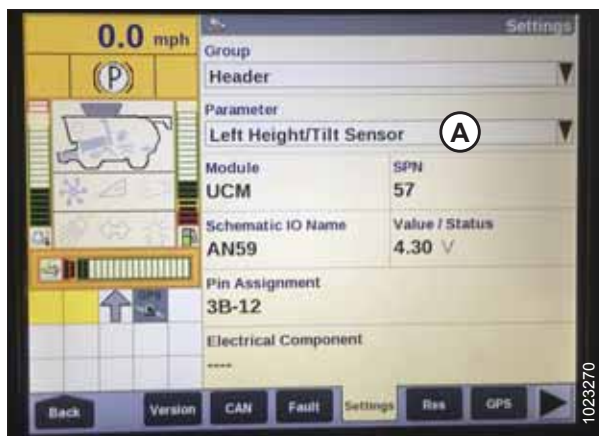 0.0 mph
Settings
(P)
Group
Header
Parameter
Left Height/Tilt Sensor
A
Module
SPN
UCM
57
Schematic IO Name
Value / Status
AN59
4.30 V
Pin Assignment
3B-12
Electrical Component
----
Back
Version
CAN
Fault
Settings
Res
GPS
1023270